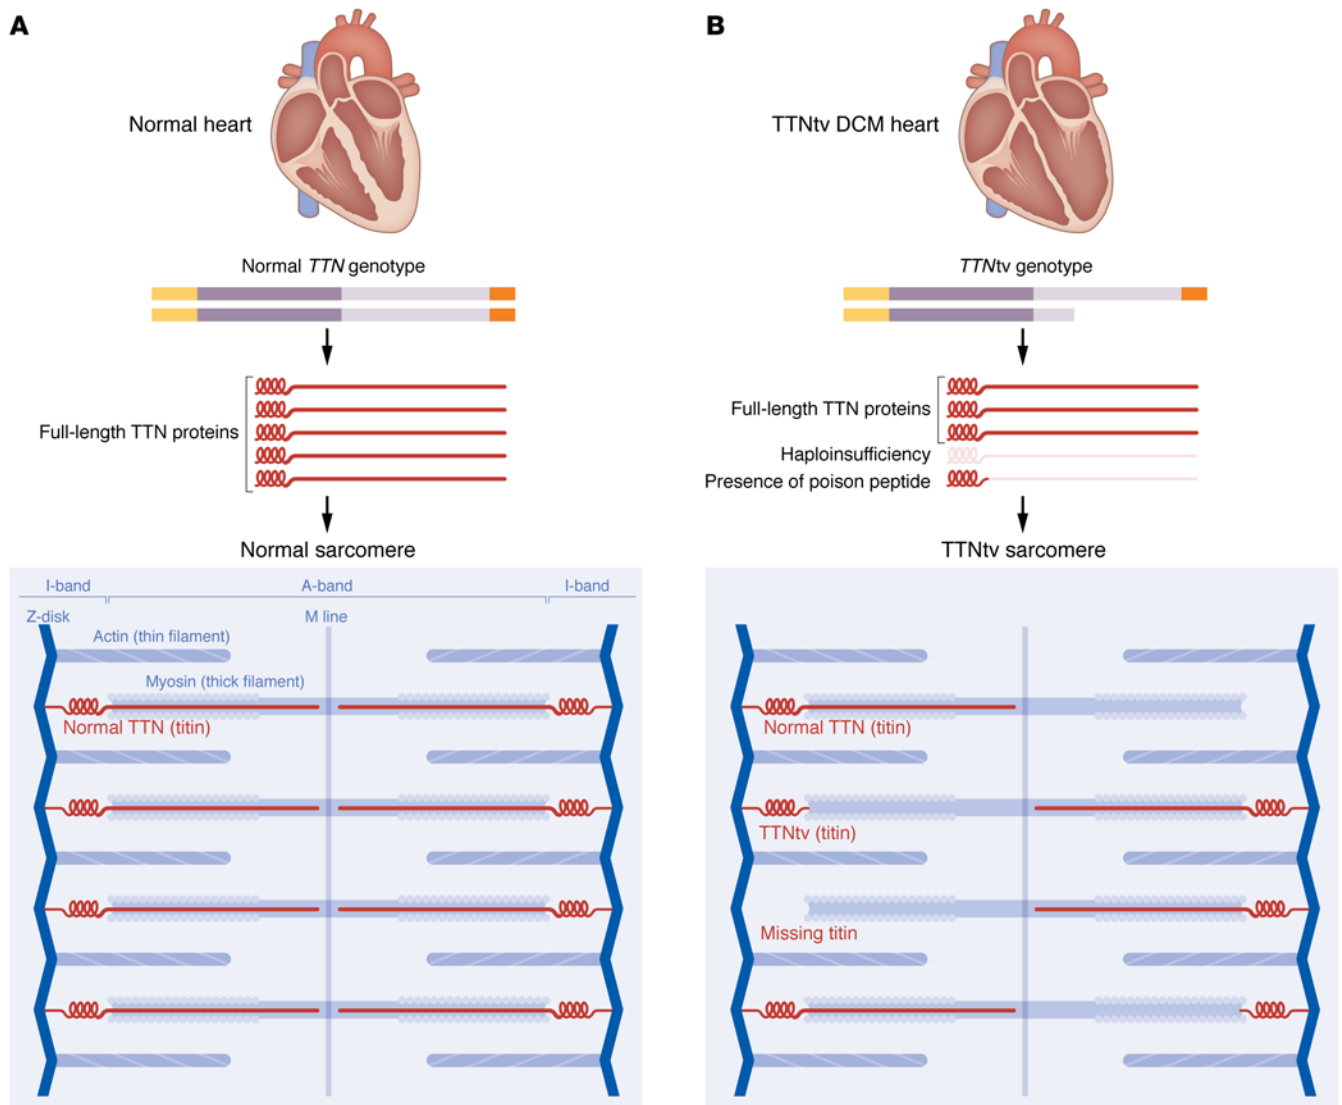 A
Normal heart
Normal TTN genotype
Full-length TTN proteins
Normal sarcomere
I-band
A-band
I-band
Z-disk
M line
Actin (thin filament)
Myosin (thick filament)
Normal TTN (titin)
B
TTNtv DCM heart
TTNtv genotype
Full-length TTN proteins
Haploinsufficiency
Presence of poison peptide
TTNtv sarcomere
Normal TTN (titin)
TTNtv (titin)
Missing titin